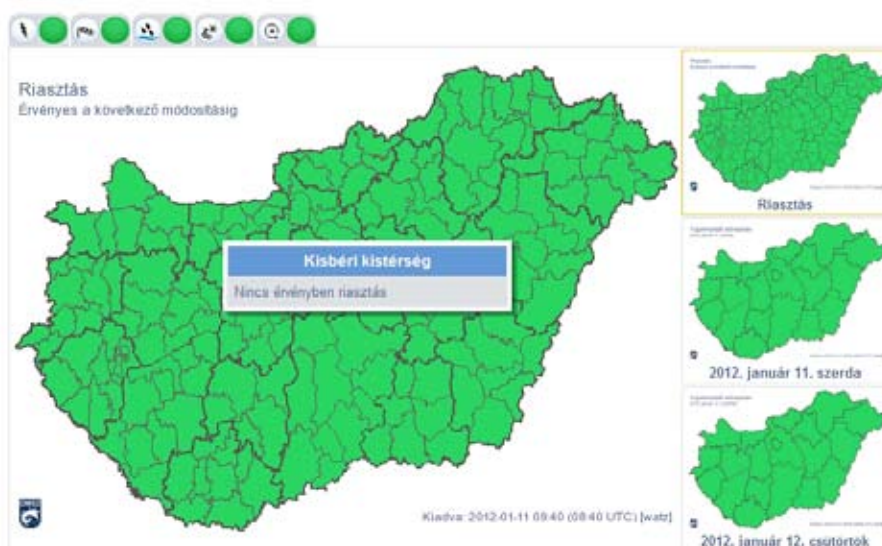 Riasztás
Érvényes a következő módosításig
Kisbéri kistérség
Nincs érvényben riasztás
Kiadva: 2012-01-11 09:40 (08:40 UTC) [watz]
Riasztás
2012. január 11. szerda
2012. január 12. csütörtök